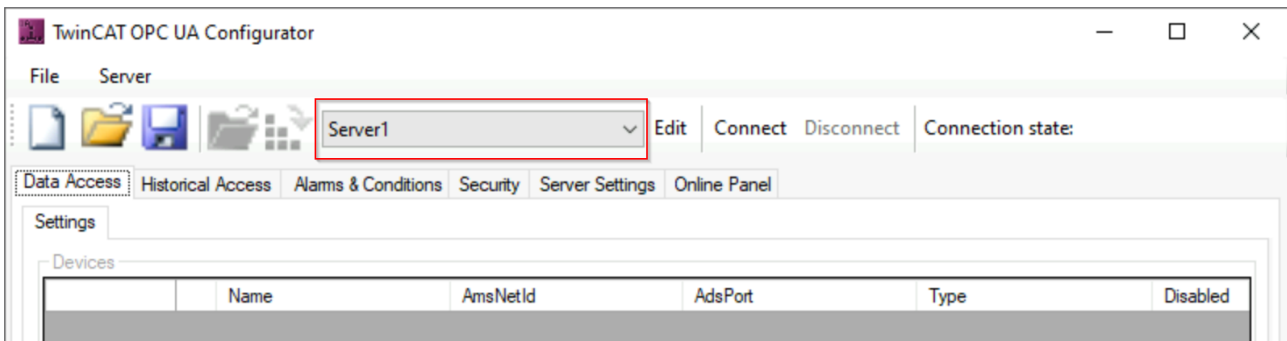 TwinCAT OPC UA Configurator
File Server
Server1 Edit Connect Disconnect Connection state:
Data Access Historical Access Alarms & Conditions Security Server Settings Online Panel
Settings
Devices
Name AmsNetId AdsPort Type Disabled